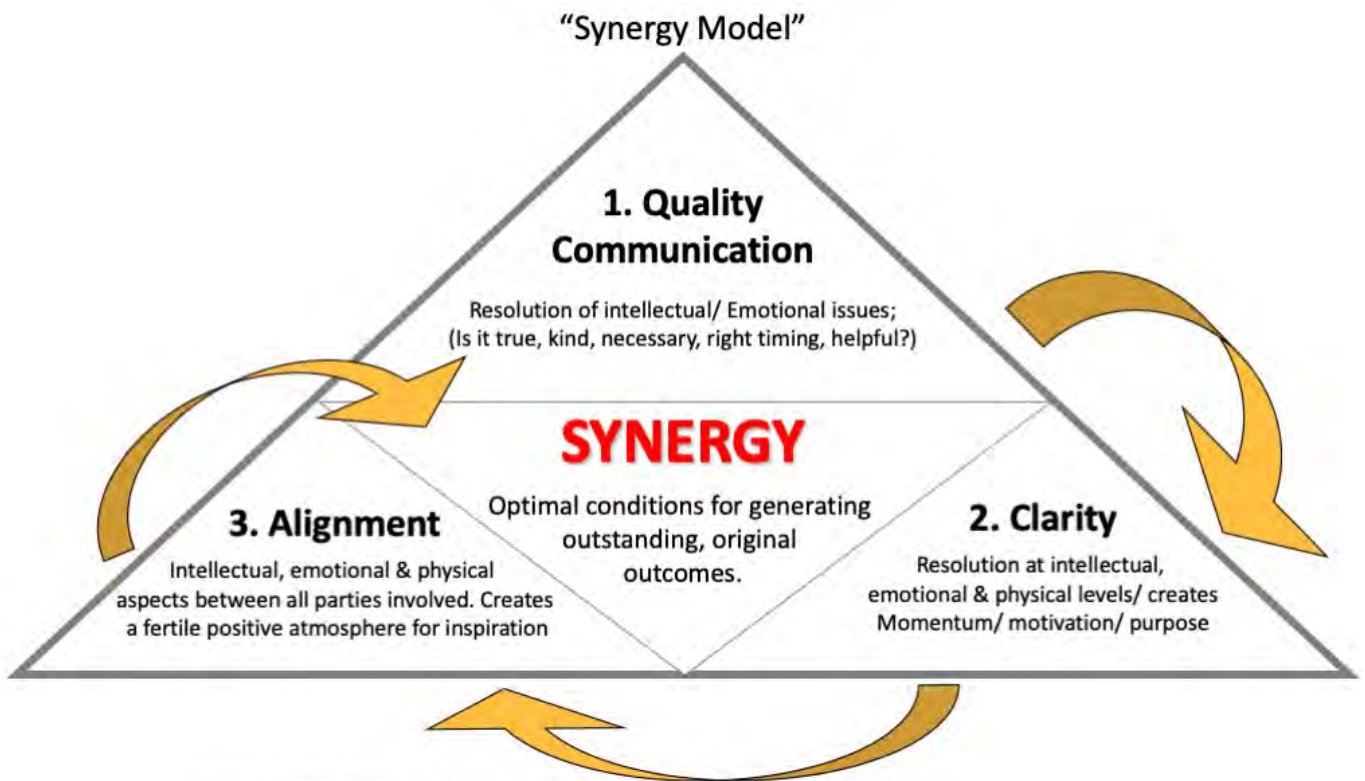 “Synergy Model”
1. Quality
Communication
Resolution of intellectual/ Emotional issues;
(Is it true, kind, necessary, right timing, helpful?)
SYNERGY
Optimal conditions for generating
outstanding, original
outcomes.
2. Clarity
Resolution at intellectual,
emotional & physical levels/ creates
Momentum/ motivation/ purpose
3. Alignment
Intellectual, emotional & physical
aspects between all parties involved. Creates
a fertile positive atmosphere for inspiration